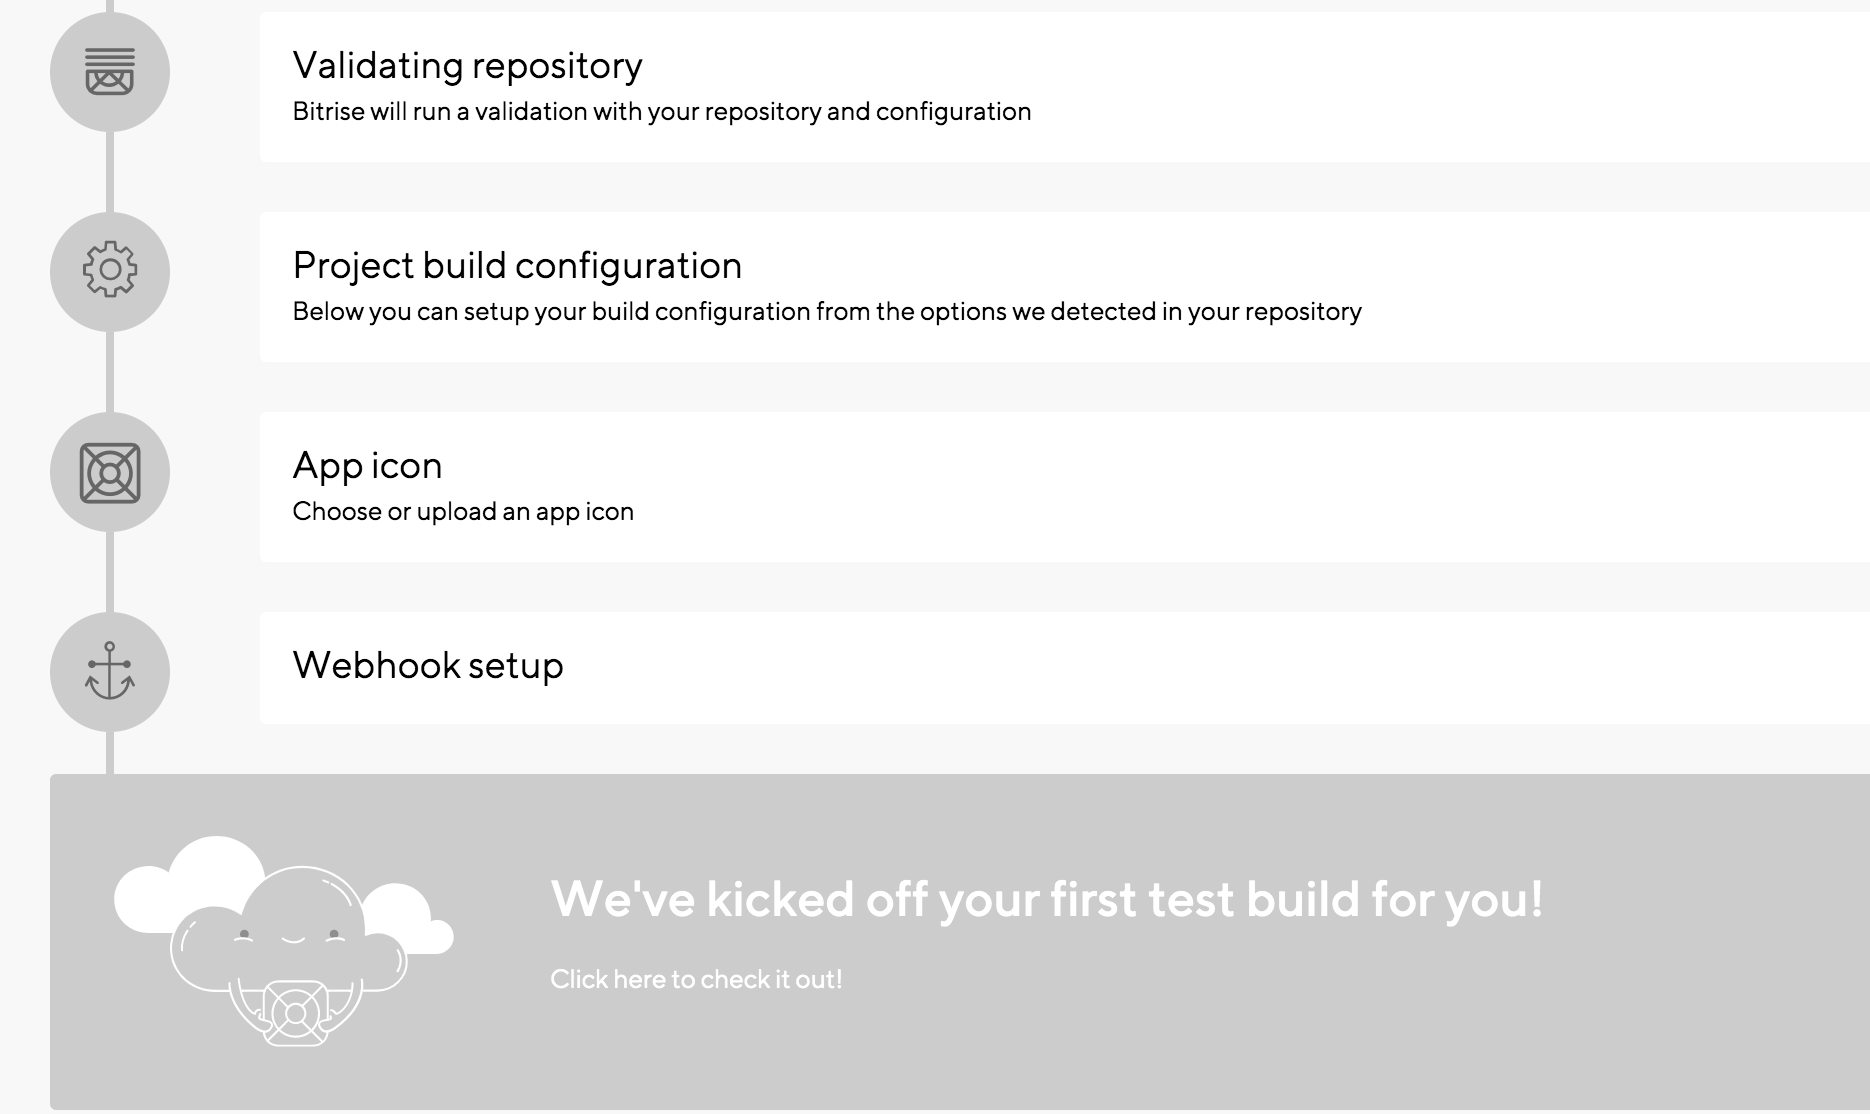 Validating repository
Bitrise will run a validation with your repository and configuration
Project build configuration
Below you can setup your build configuration from the options we detected in your repository
App icon
Choose or upload an app icon
Webhook setup
We've kicked off your first test build for you!
Click here to check it out!